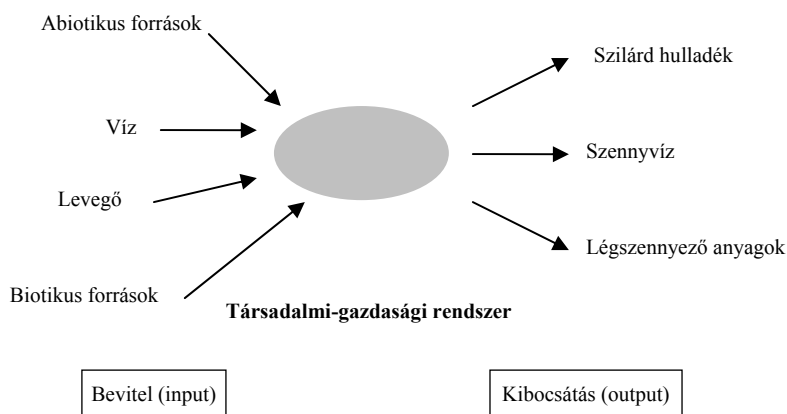 Abiotikus források
Víz
Levegő
Biotikus források
Társadalmi-gazdasági rendszer
Szilárd hulladék
Szennyvíz
Légszennyező anyagok
Bevitel (input)
Kibocsátás (output)